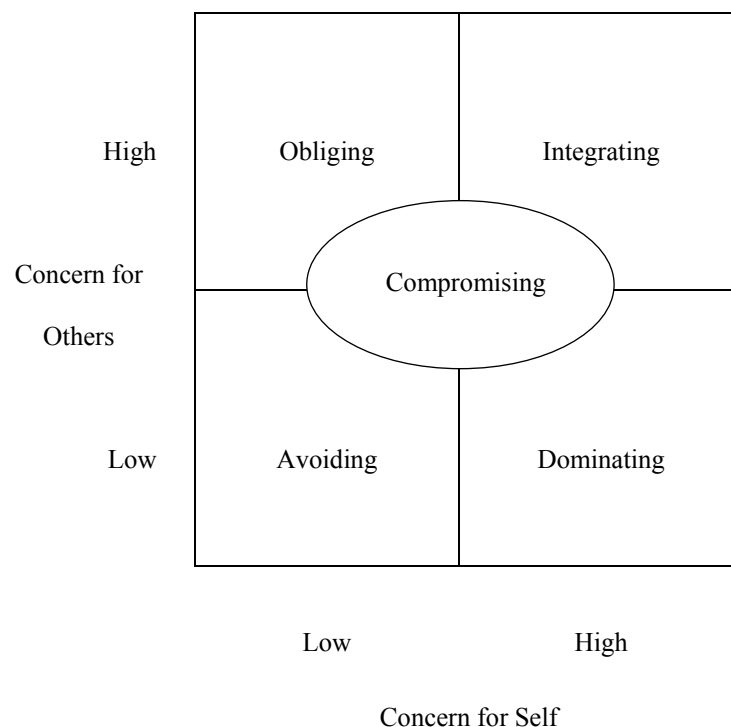 High Obliging Integrating
Concern for
Others
Compromising
Low Avoiding Dominating
Low High
Concern for Self